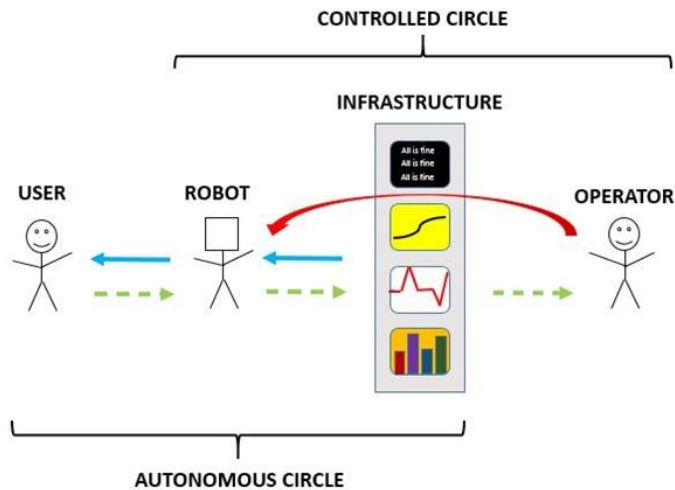 CONTROLLED CIRCLE
INFRASTRUCTURE
All is fine
All is fine
All is fine
USER
ROBOT
OPERATOR
AUTONOMOUS CIRCLE